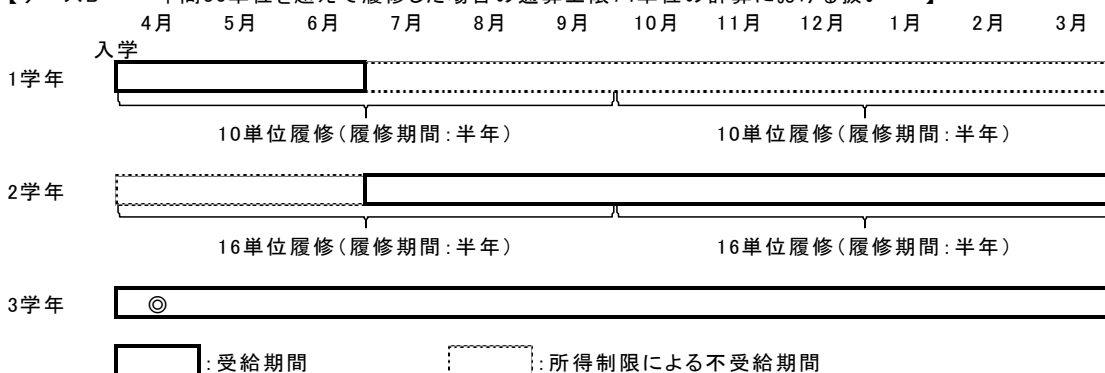 4月 5月 6月 7月 8月 9月 10月 11月 12月 1月 2月 3月
入学
1学年
10単位履修(履修期間:半年) 10単位履修(履修期間:半年)
2学年
16単位履修(履修期間:半年) 16単位履修(履修期間:半年)
3学年 ◎
:受給期間 :所得制限による不受給期間